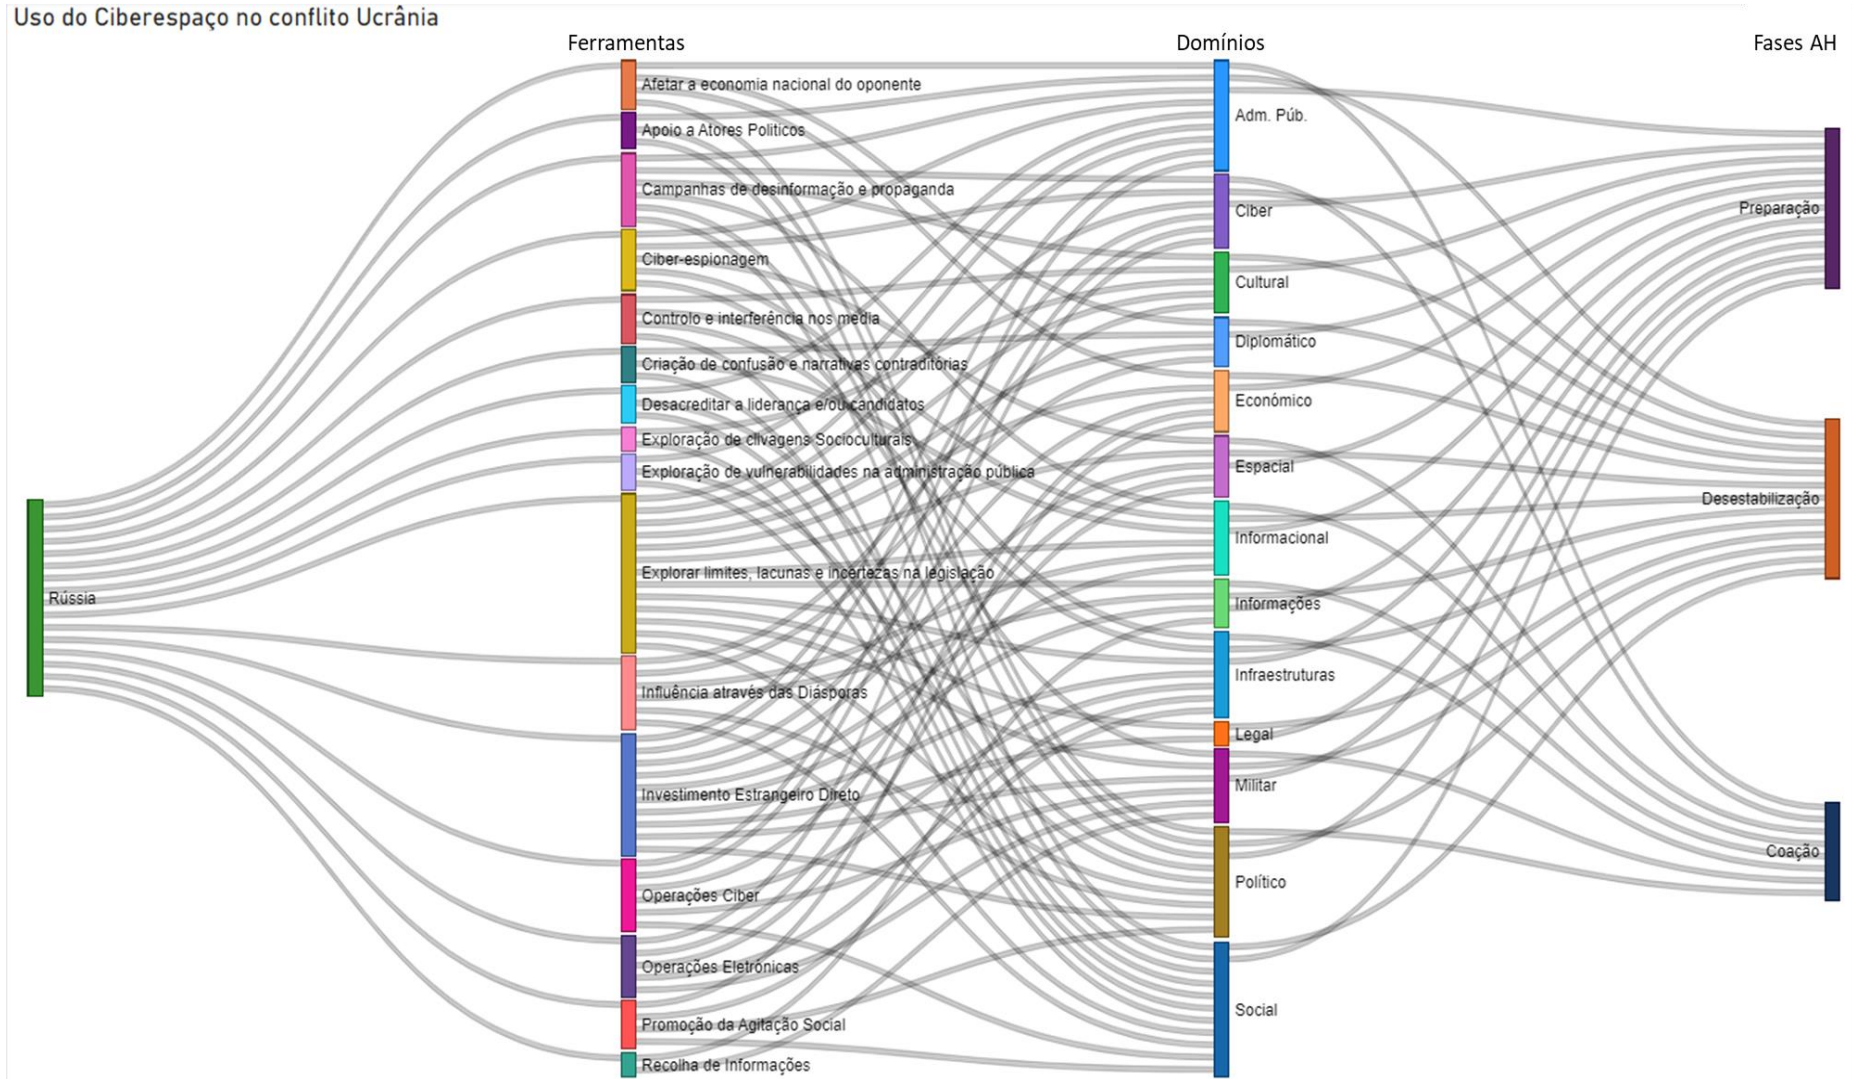 Uso do Ciberespaço no conflito Ucrânia
Ferramentas
Domínios
Fases AH
Rússia
Afetar a economia nacional do oponente
Apoio a Atores Politicos
Campanhas de desinformação e propaganda
Ciber-espionagem
Controlo e interferência nos media
Criação de confusão e narrativas contraditórias
Desacreditar a liderança e/ou candidatos
Exploração de clivagens Socioculturais
Exploração de vulnerabilidades na administração pública
Explorar limites, lacunas e incertezas na legislação
Influência através das Diásporas
Investimento Estrangeiro Direto
Operações Ciber
Operações Eletrónicas
Promoção da Agitação Social
Recolha de Informações
Adm. Púb.
Ciber
Cultural
Diplomático
Económico
Espacial
Informacional
Informações
Infraestruturas
Legal
Militar
Político
Social
Preparação
Desestabilização
Coação